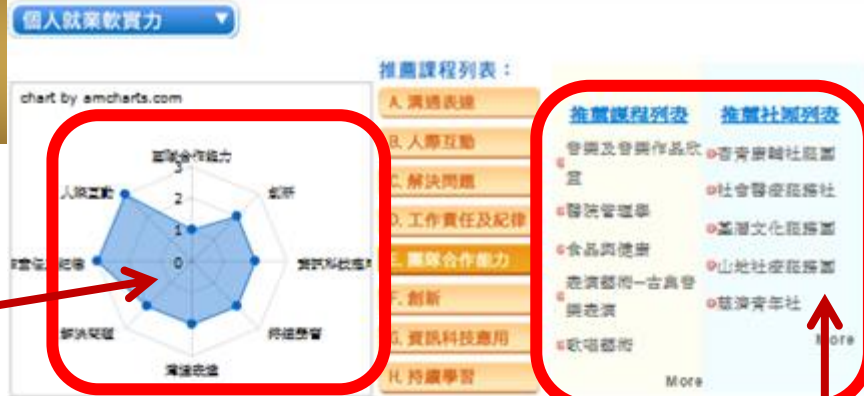 個人就業軟實力
推薦課程列表：
chart by amcharts.com
團隊合作能力
3
2
1
0
人際互動
創新
資訊科技應用
持續學習
溝通表達
解決問題
A. 溝通表達
B. 人際互動
C. 解決問題
D. 工作責任及紀律
E. 團隊合作能力
F. 創新
G. 資訊科技應用
H. 持續學習
推薦課程列表
音樂及音樂作品欣
賞
醫院管理學
食品與健康
表演藝術-古典音
樂表演
歌唱藝術
More
推薦社團列表
杏青康輔社服團
社會醫療服務社
基層文化服務團
山地社療服務團
慈濟青年社
More